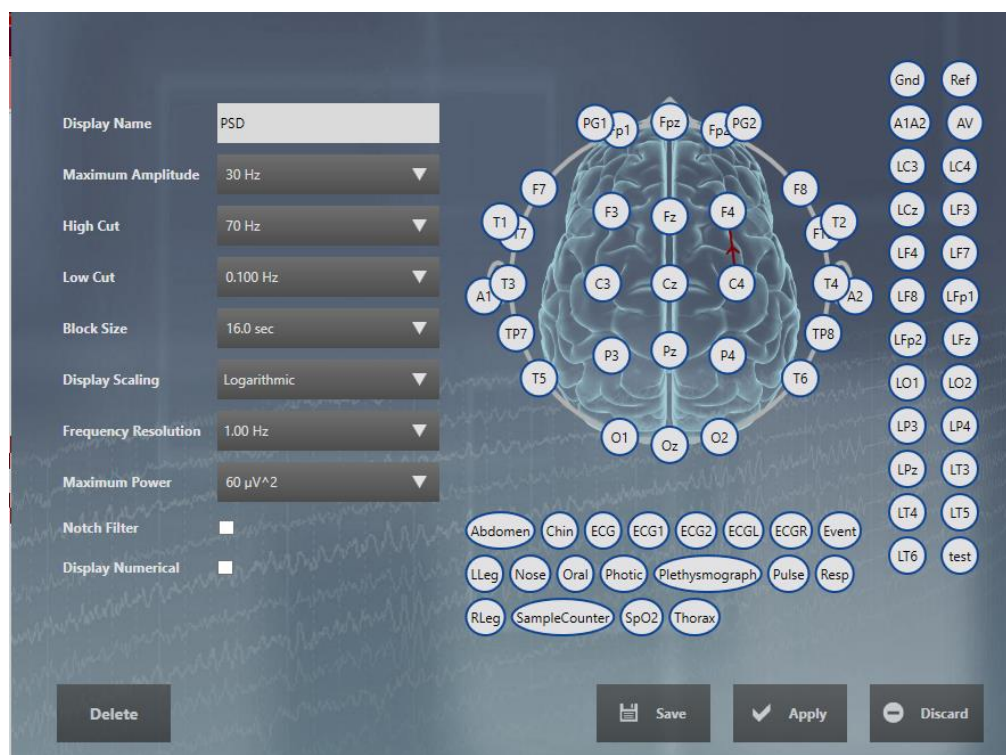 Display Name PSD
Maximum Amplitude 30 Hz
High Cut 70 Hz
Low Cut 0.100 Hz
Block Size 16.0 sec
Display Scaling Logarithmic
Frequency Resolution 1.00 Hz
Maximum Power 60 µV^2
Notch Filter
Display Numerical
PG1 Fpz PG2
F7 F8
F3 Fz F4
T1 T2
T3 C3 Cz C4 T4
A1 A2
TP7 TP8
P3 Pz P4
T5 T6
O1 Oz O2
Gnd Ref
A1A2 AV
LC3 LC4
LCz LF3
LF4 LF7
LF8 LFp1
LFp2 LFz
LO1 LO2
LP3 LP4
LPz LT3
LT4 LT5
LT6 test
Abdomen Chin ECG ECG1 ECG2 ECGL ECGR Event
LLeg Nose Oral Photic Plethysmograph Pulse Resp
RLeg SampleCounter SpO2 Thorax
Delete Save Apply Discard